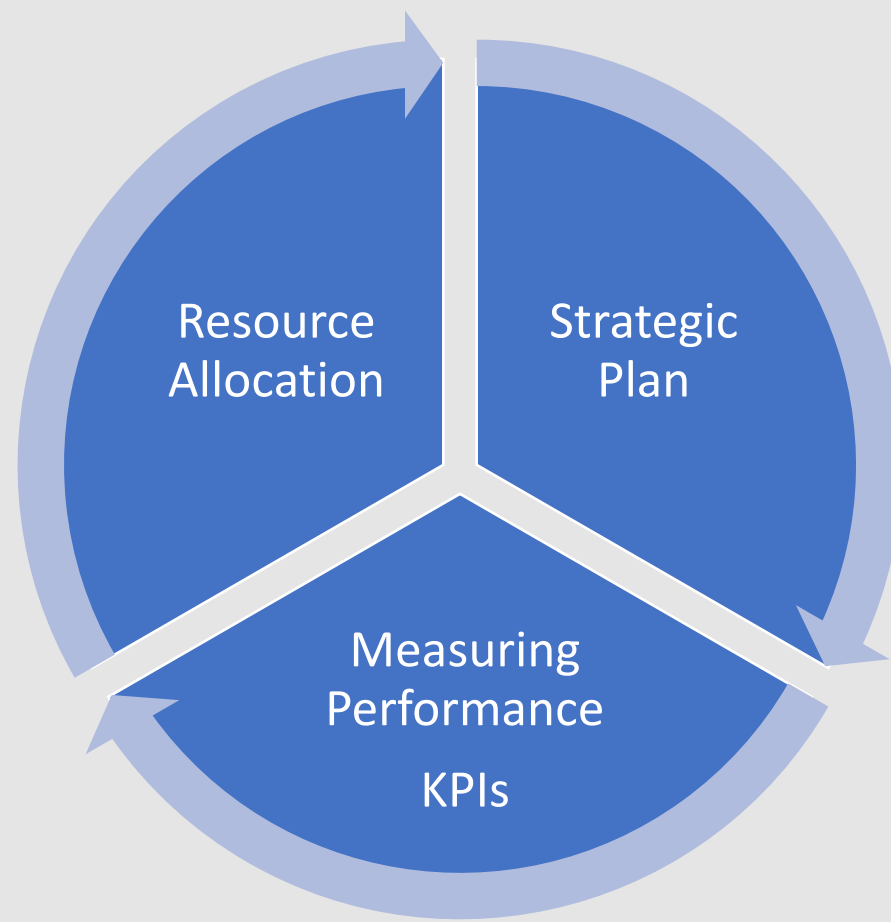 Resource
Allocation
Strategic
Plan
Measuring
Performance
KPIs